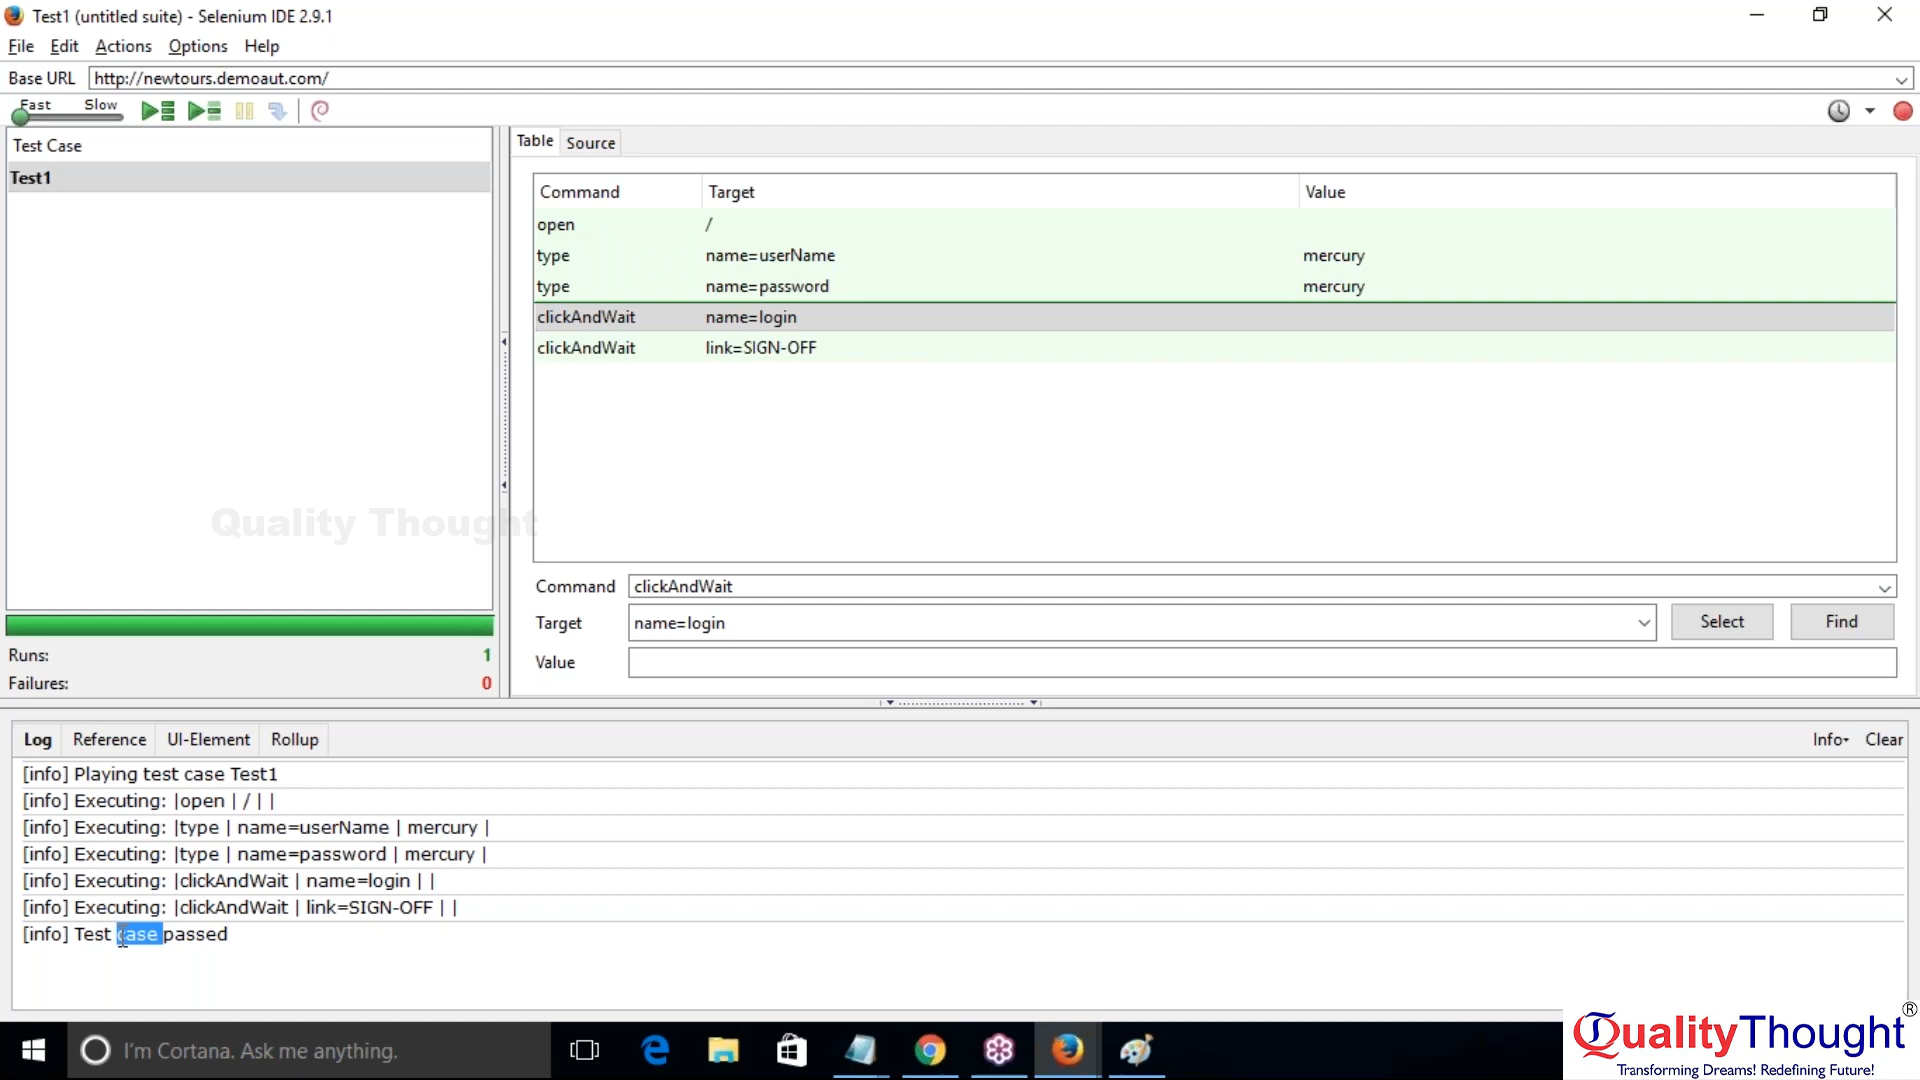 Test1 (untitled suite) - Selenium IDE 2.9.1
File Edit Actions Options Help
Base URL http://newtours.demoaut.com/
Fast Slow
Test Case
Test1
Table Source
Command Target Value
open /
type name=userName mercury
type name=password mercury
clickAndWait name=login
clickAndWait link=SIGN-OFF
Quality Thought
Command clickAndWait
Target name=login Select Find
Value
Runs: 1
Failures: 0
Log Reference UI-Element Rollup Info Clear
[info] Playing test case Test1
[info] Executing: |open | / | |
[info] Executing: |type | name=userName | mercury |
[info] Executing: |type | name=password | mercury |
[info] Executing: |clickAndWait | name=login | |
[info] Executing: |clickAndWait | link=SIGN-OFF | |
[info] Test case passed
I'm Cortana. Ask me anything.
QualityThought®
Transforming Dreams! Redefining Future!